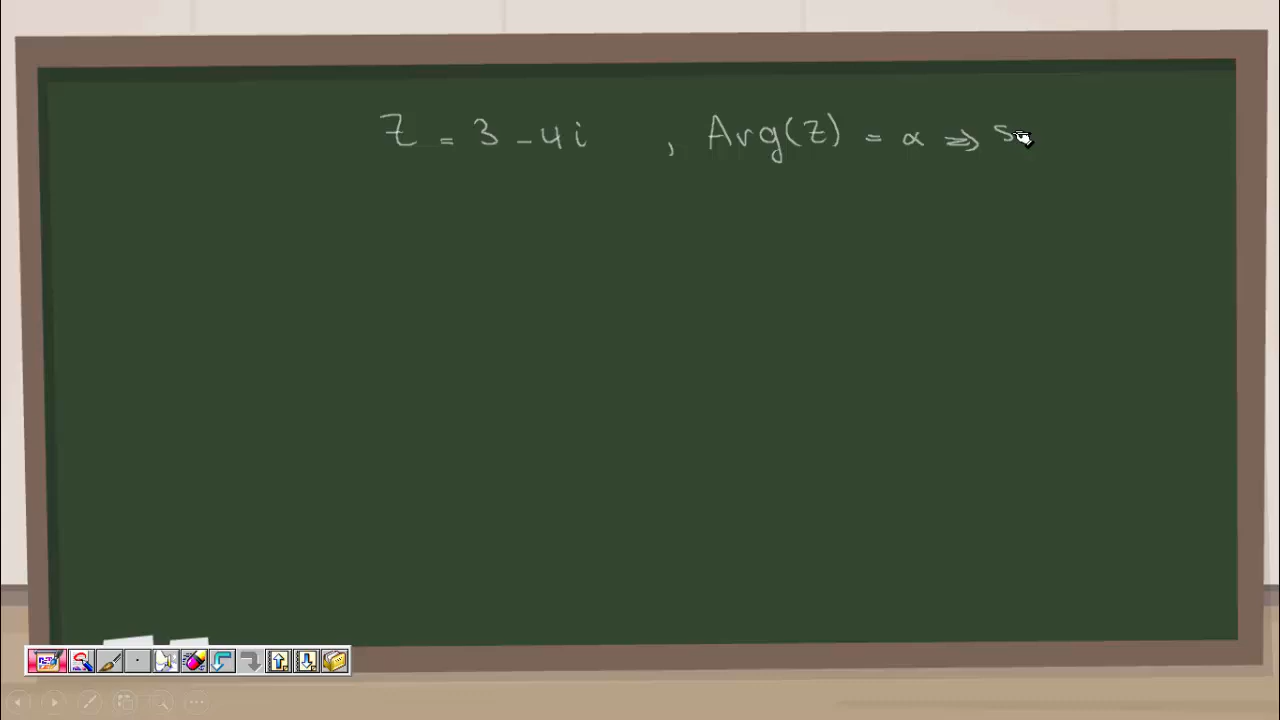 Z = 3 - 4i , Arg(Z) = α ⇒ s